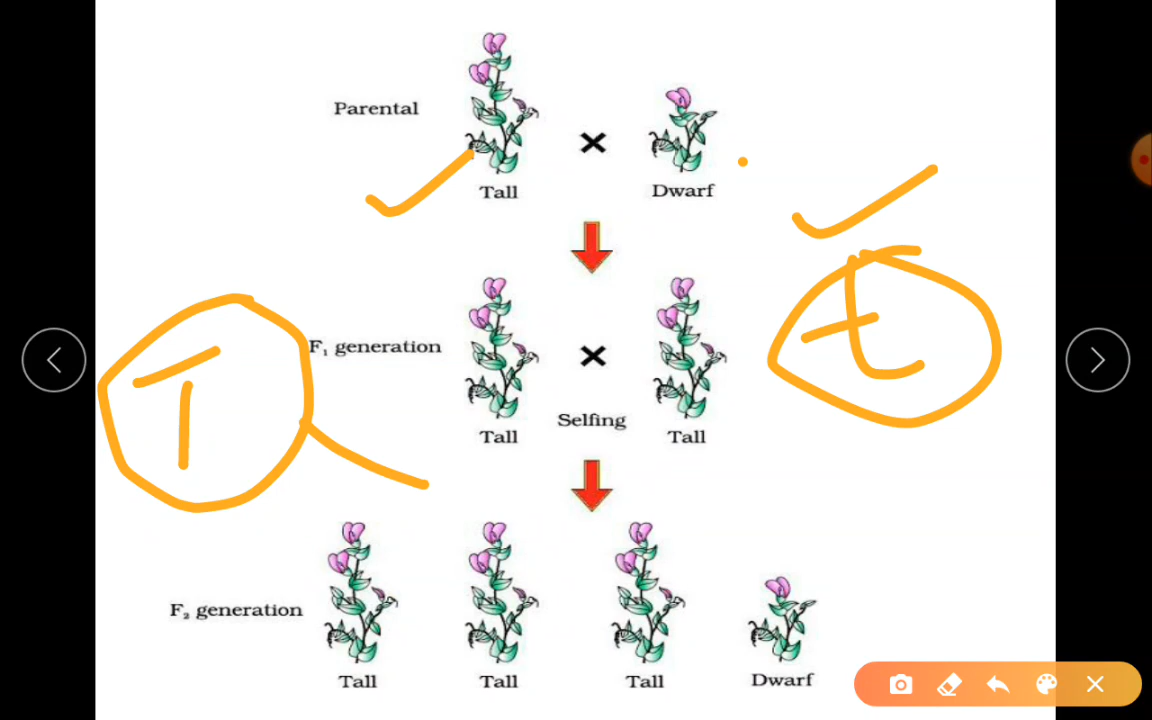 Parental
Tall × Dwarf
t
T
F₁ generation
×
Selfing
Tall Tall
F₂ generation
Tall Tall Tall Dwarf